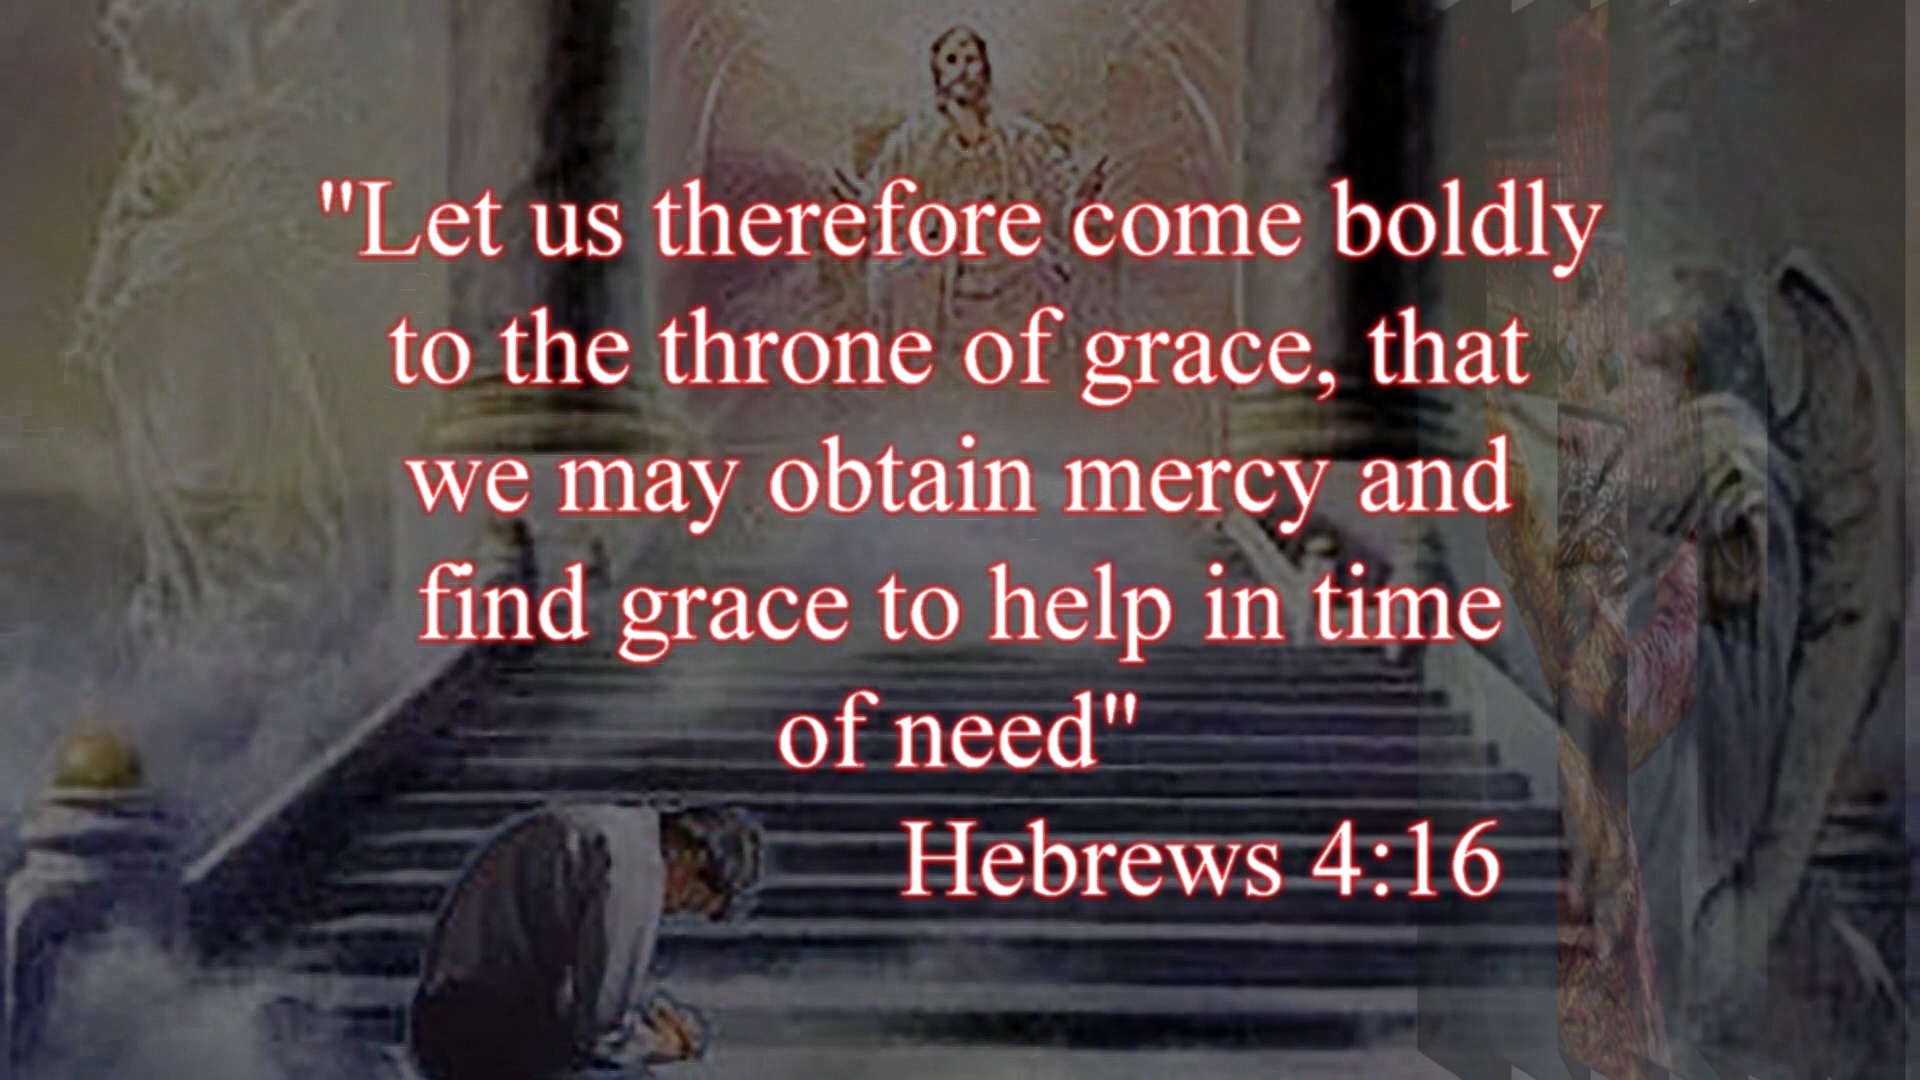 "Let us therefore come boldly
to the throne of grace, that
we may obtain mercy and
find grace to help in time
of need"
Hebrews 4:16